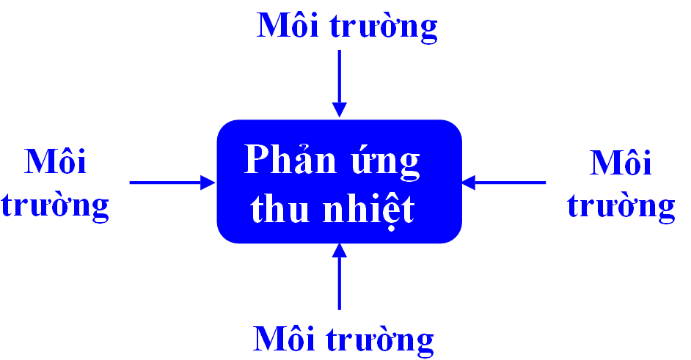 Môi trường
Môi
trường
Phản ứng
thu nhiệt
Môi
trường
Môi trường